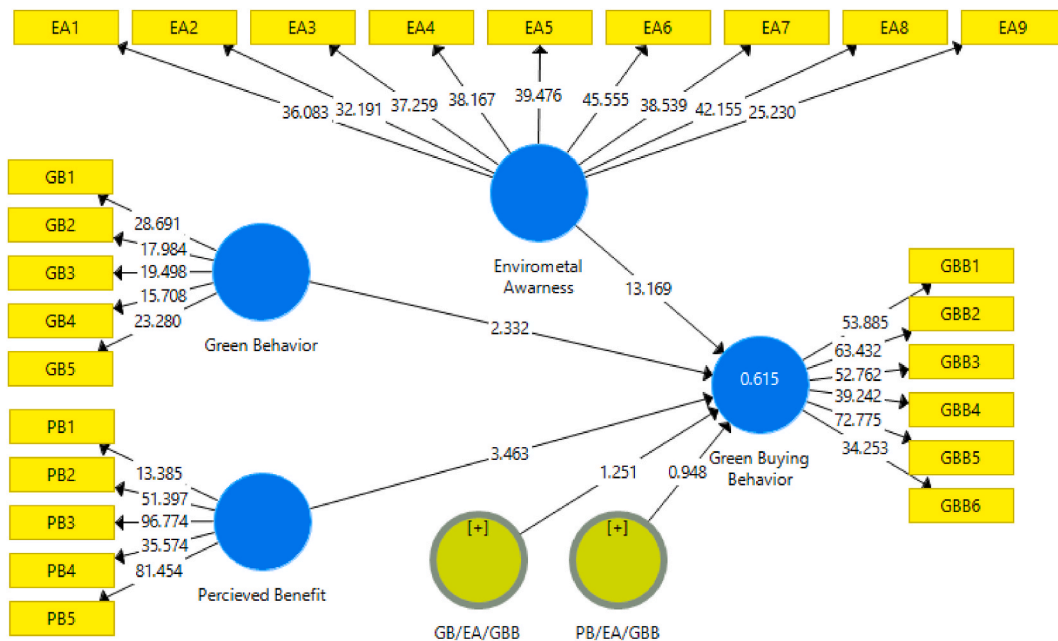 EA1 EA2 EA3 EA4 EA5 EA6 EA7 EA8 EA9
36.083 32.191 37.259 38.167 39.476 45.555 38.539 42.155 25.230
Envirometal
Awarness
13.169
GB1
GB2
GB3
GB4
GB5
28.691
17.984
19.498
15.708
23.280
Green Behavior
2.332
PB1
PB2
PB3
PB4
PB5
13.385
51.397
96.774
35.574
81.454
Percieved Benefit
3.463
0.615
Green Buying
Behavior
53.885
63.432
52.762
39.242
72.775
34.253
GBB1
GBB2
GBB3
GBB4
GBB5
GBB6
1.251
0.948
[+]
[+]
GB/EA/GBB
PB/EA/GBB